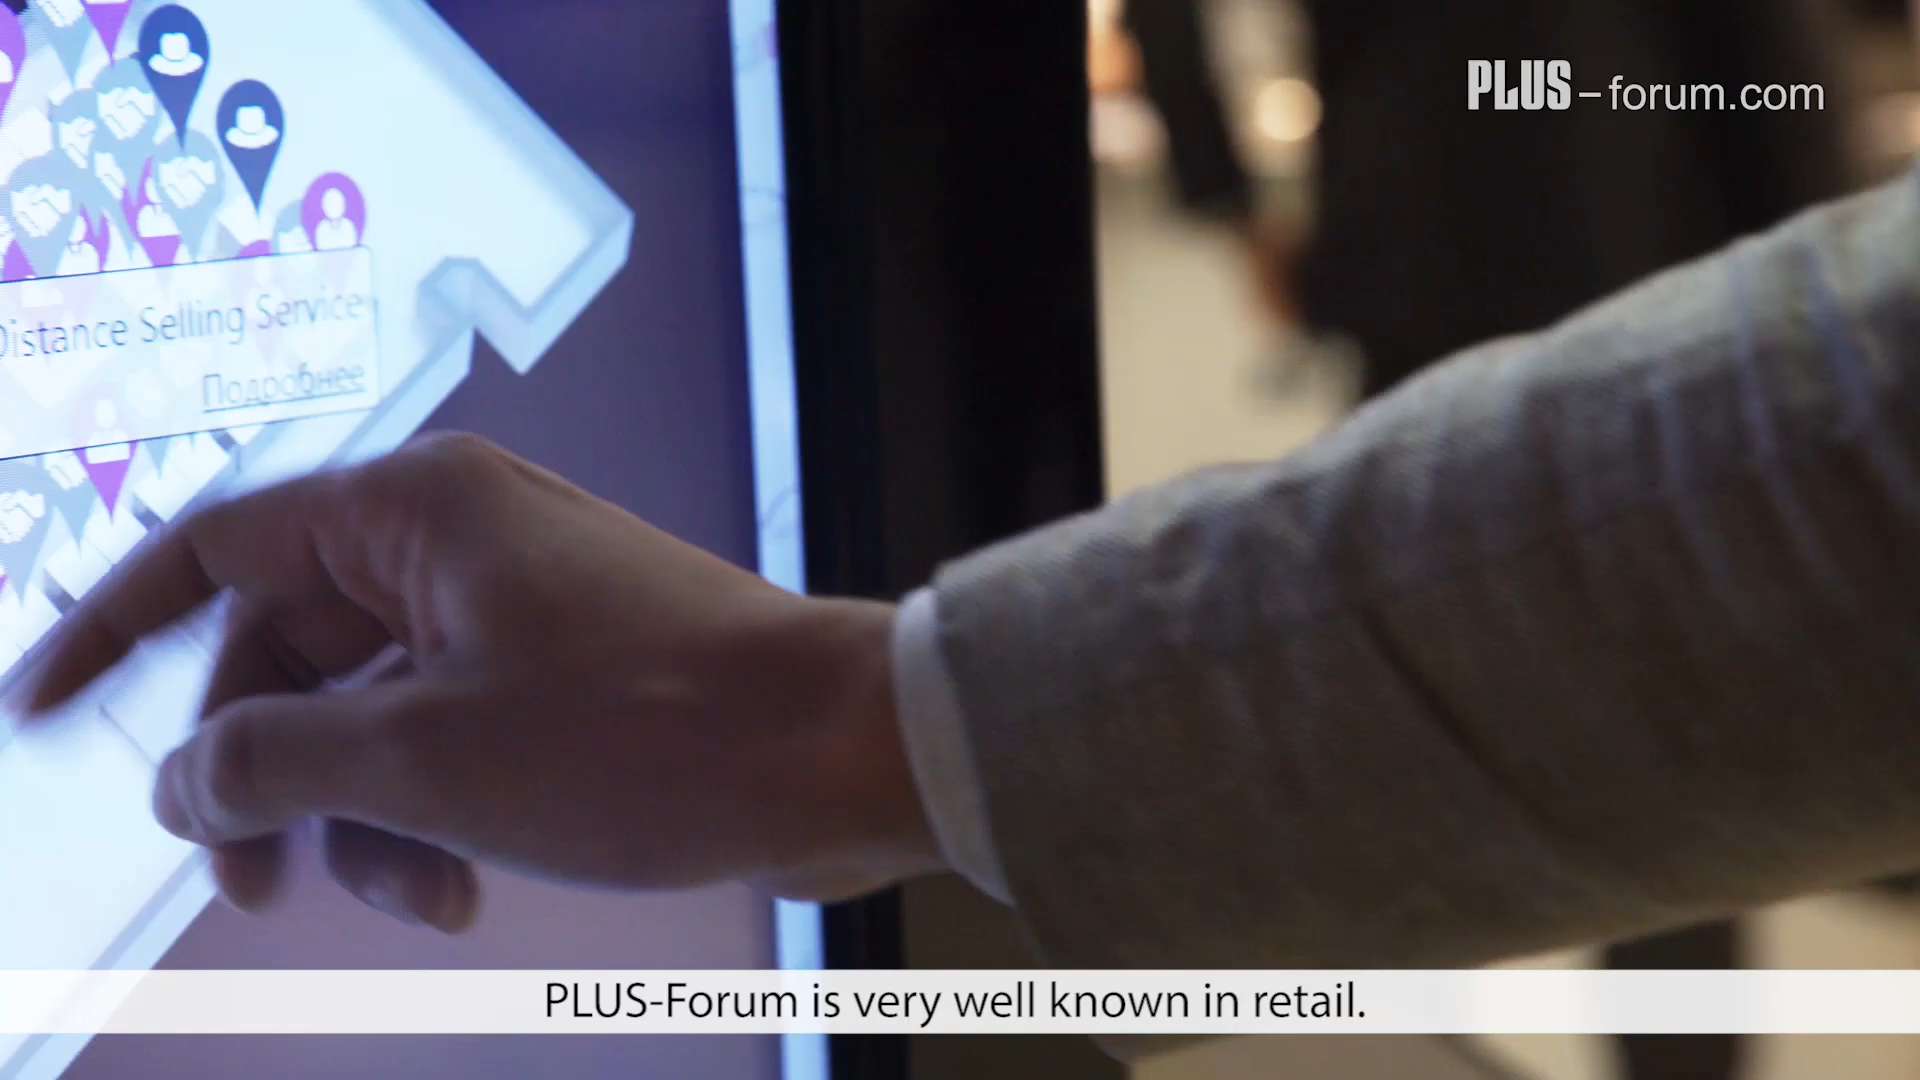 PLUS – forum.com
Distance Selling Service
Подробнее
PLUS-Forum is very well known in retail.